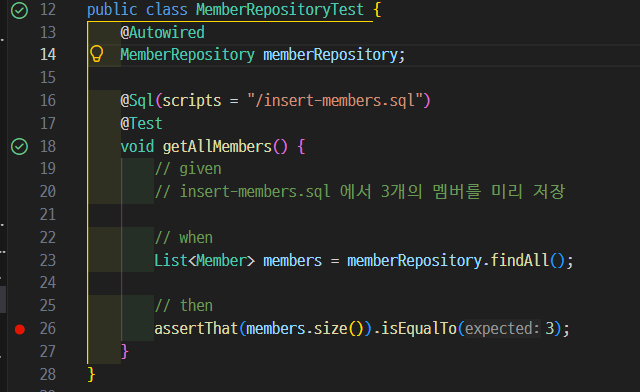 12 public class MemberRepositoryTest {
13 @Autowired
14 MemberRepository memberRepository;
15
16 @Sql(scripts = "/insert-members.sql")
17 @Test
18 void getAllMembers() {
19 // given
20 // insert-members.sql 에서 3개의 멤버를 미리 저장
21
22 // when
23 List<Member> members = memberRepository.findAll();
24
25 // then
26 assertThat(members.size()).isEqualTo(expected: 3);
27 }
28 }